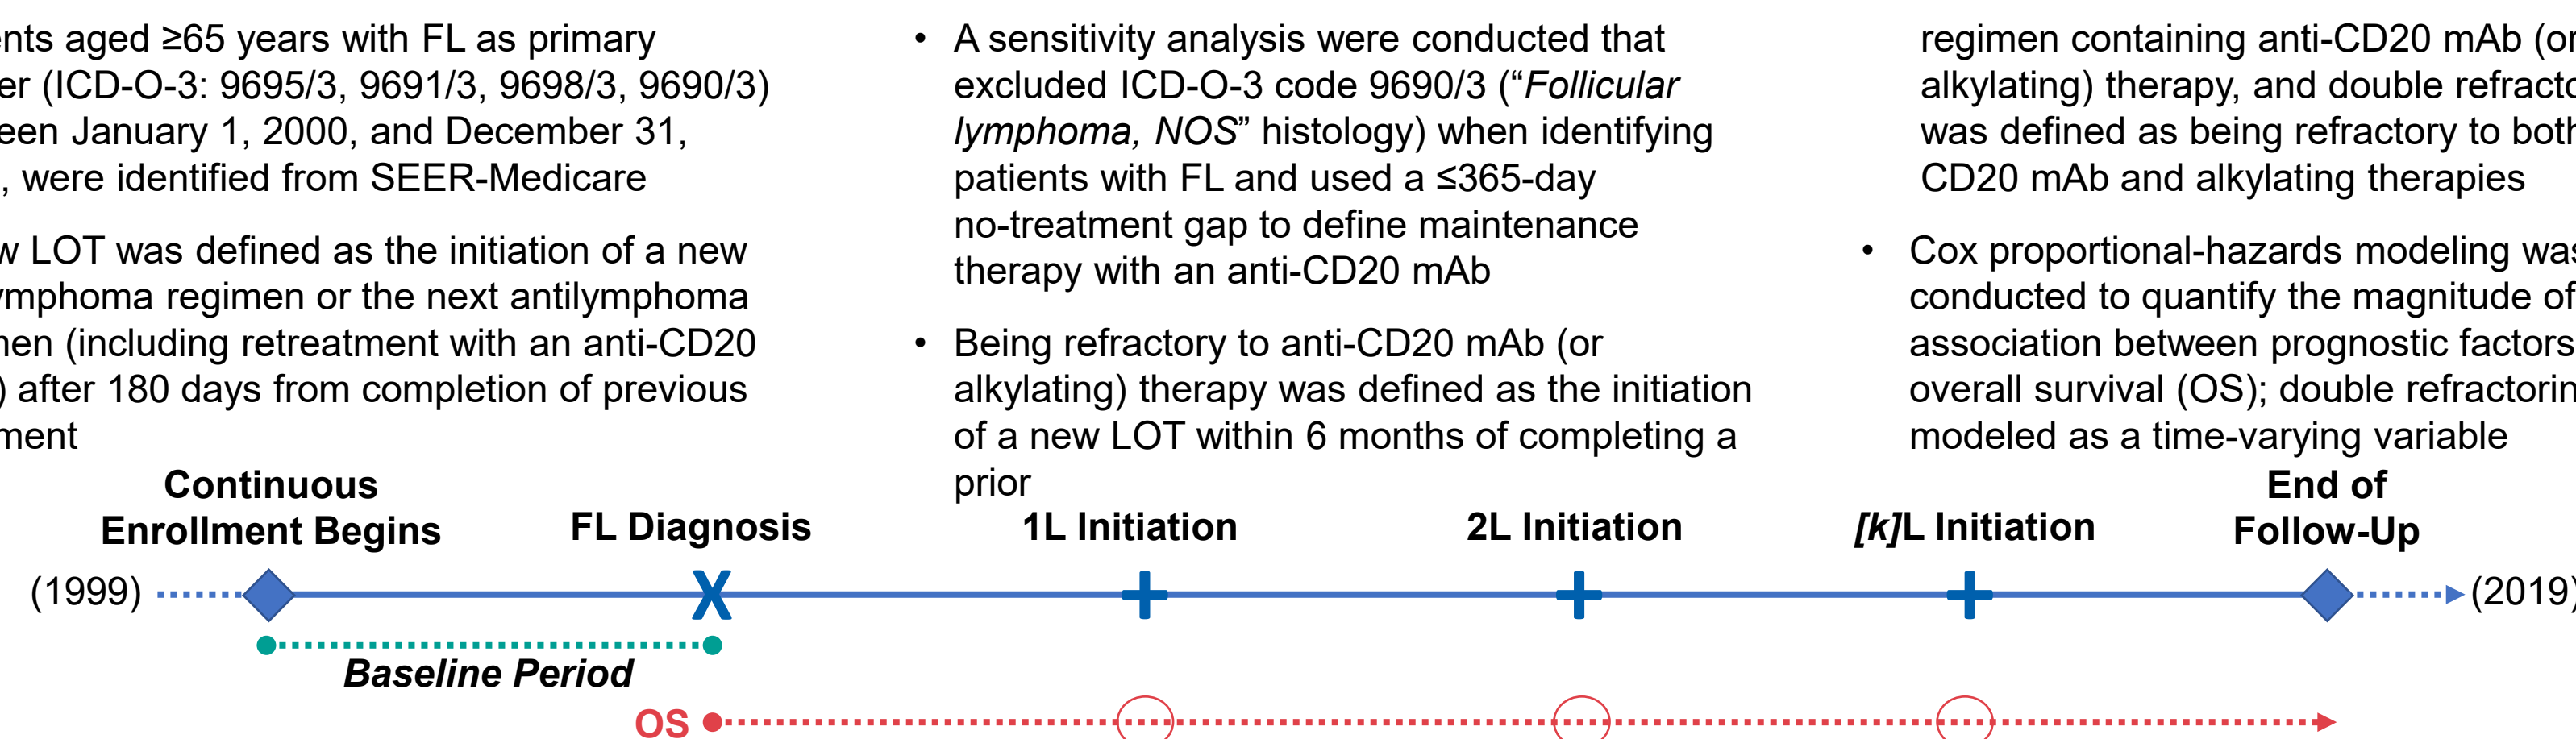 ents aged ≥65 years with FL as primary
er (ICD-O-3: 9695/3, 9691/3, 9698/3, 9690/3)
een January 1, 2000, and December 31,
, were identified from SEER-Medicare
w LOT was defined as the initiation of a new
ymphoma regimen or the next antilymphoma
men (including retreatment with an anti-CD20
) after 180 days from completion of previous
ment
• A sensitivity analysis were conducted that
excluded ICD-O-3 code 9690/3 (“Follicular
lymphoma, NOS” histology) when identifying
patients with FL and used a ≤365-day
no-treatment gap to define maintenance
therapy with an anti-CD20 mAb
• Being refractory to anti-CD20 mAb (or
alkylating) therapy was defined as the initiation
of a new LOT within 6 months of completing a
prior
regimen containing anti-CD20 mAb (or
alkylating) therapy, and double refracto
was defined as being refractory to both
CD20 mAb and alkylating therapies
• Cox proportional-hazards modeling was
conducted to quantify the magnitude of
association between prognostic factors
overall survival (OS); double refractorin
modeled as a time-varying variable
Continuous
Enrollment Begins
FL Diagnosis
1L Initiation
2L Initiation
[k]L Initiation
End of
Follow-Up
(1999)
(2019)
Baseline Period
OS